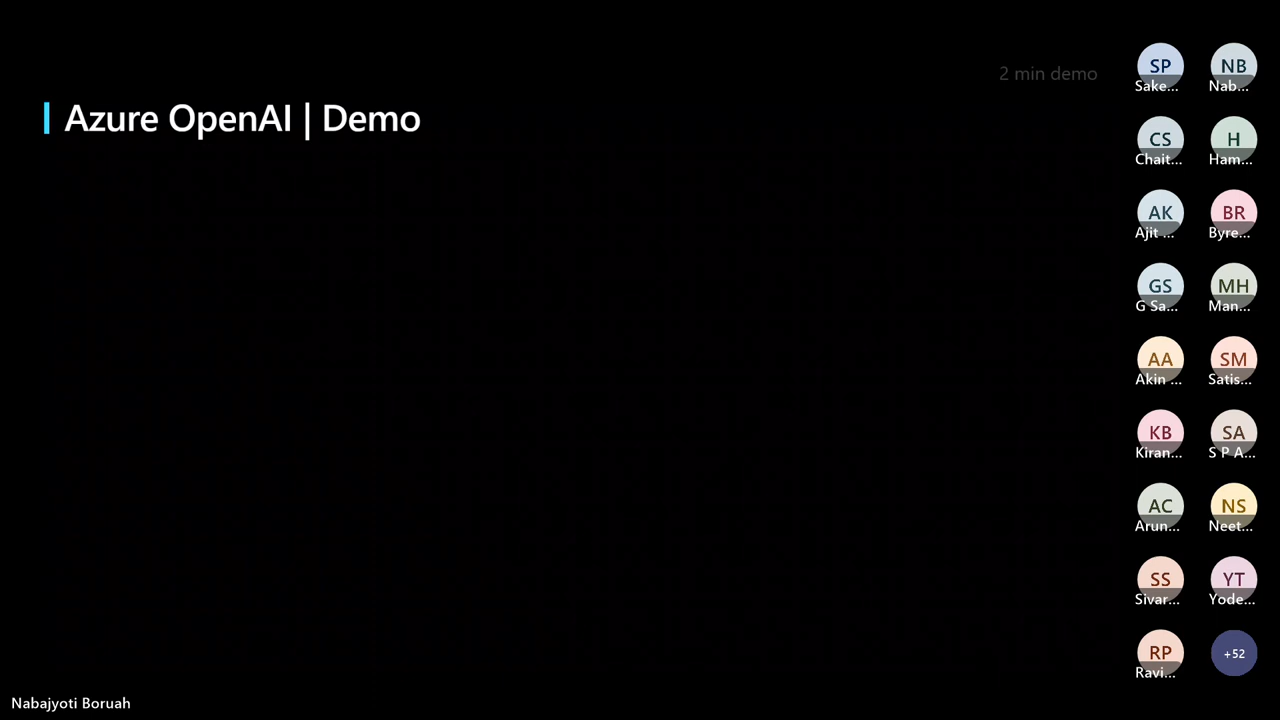 2 min demo
Azure OpenAI | Demo
SP NB
Sake... Nab...
CS H
Chait... Ham...
AK BR
Ajit ... Byre...
GS MH
G Sa... Man...
AA SM
Akin ... Satis...
KB SA
Kiran... S P A...
AC NS
Arun... Neet...
SS YT
Sivar... Yode...
RP +52
Ravi...
Nabajyoti Boruah